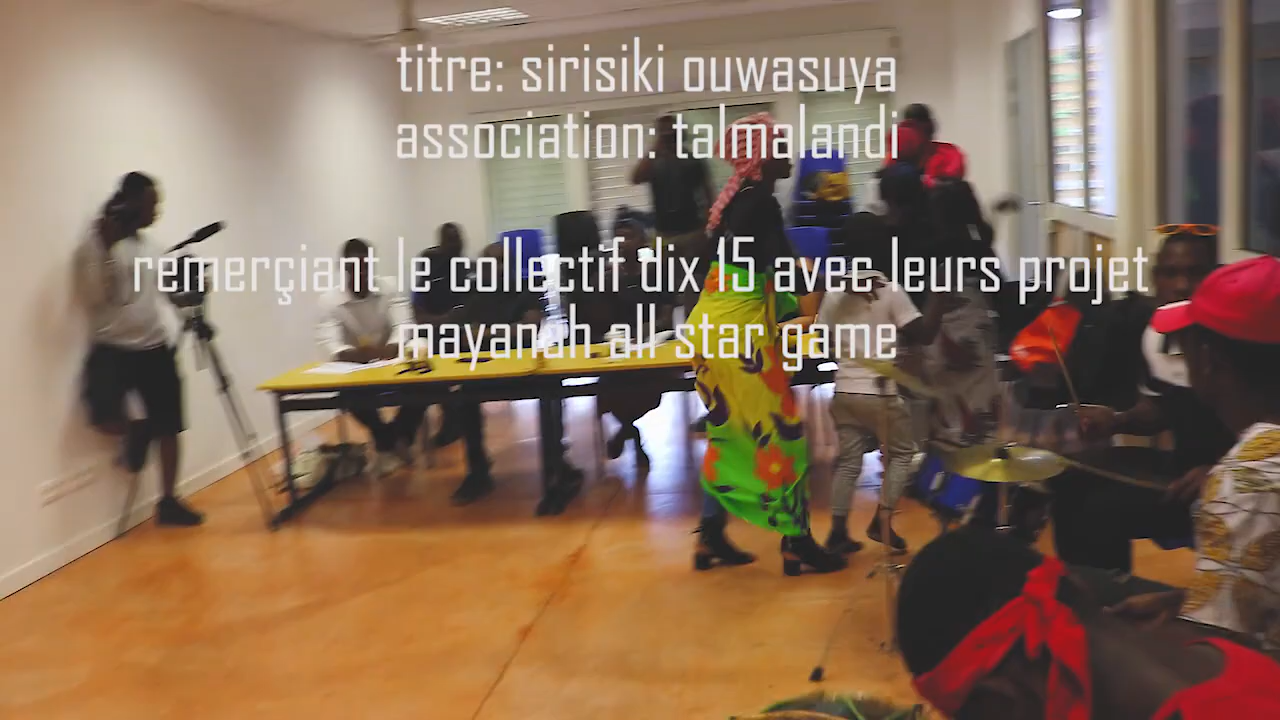 titre: sirisiki ouwasuya
association: talmalandi
remerçiant le collectif dix 15 avec leurs projet
mayanah all star game